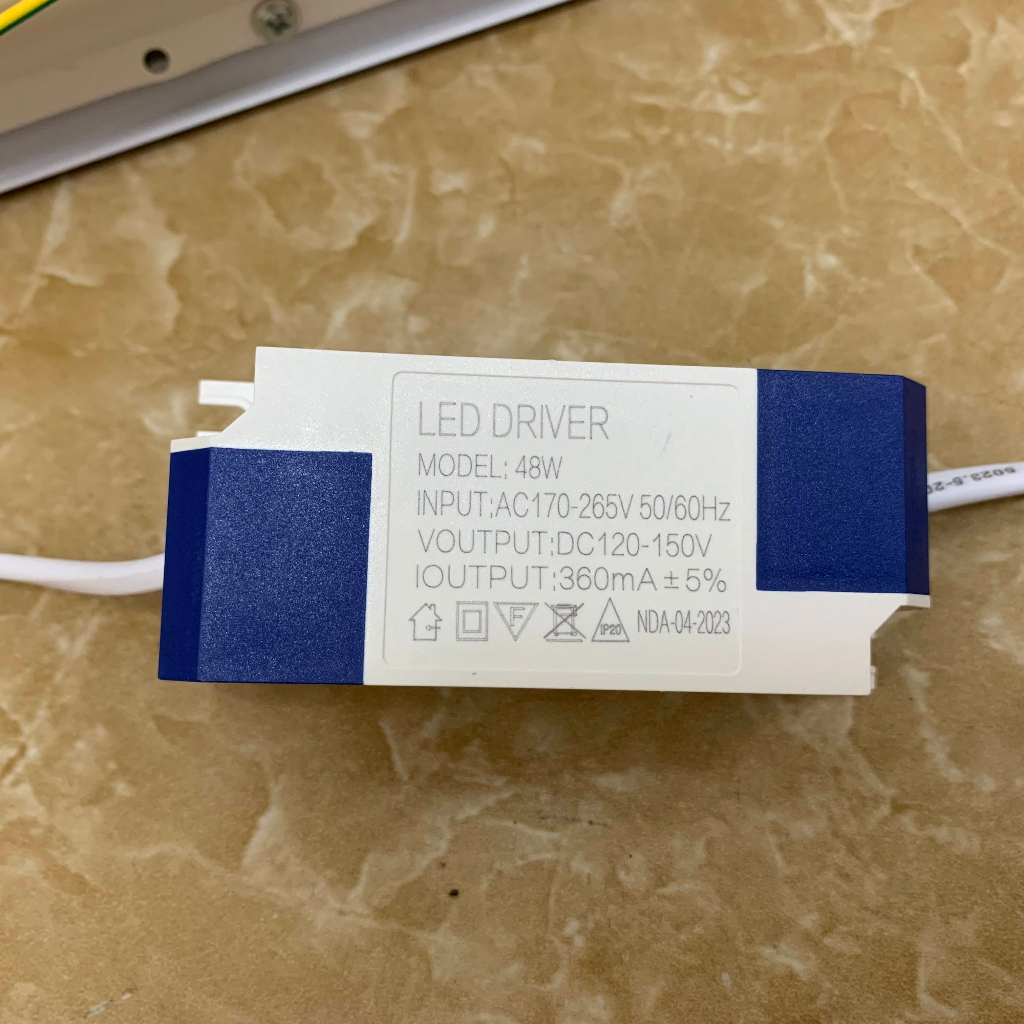 LED DRIVER
MODEL: 48W
INPUT:AC170-265V 50/60Hz
VOUTPUT:DC120-150V
IOUTPUT:360mA±5%
F IP20 NDA-04-2023